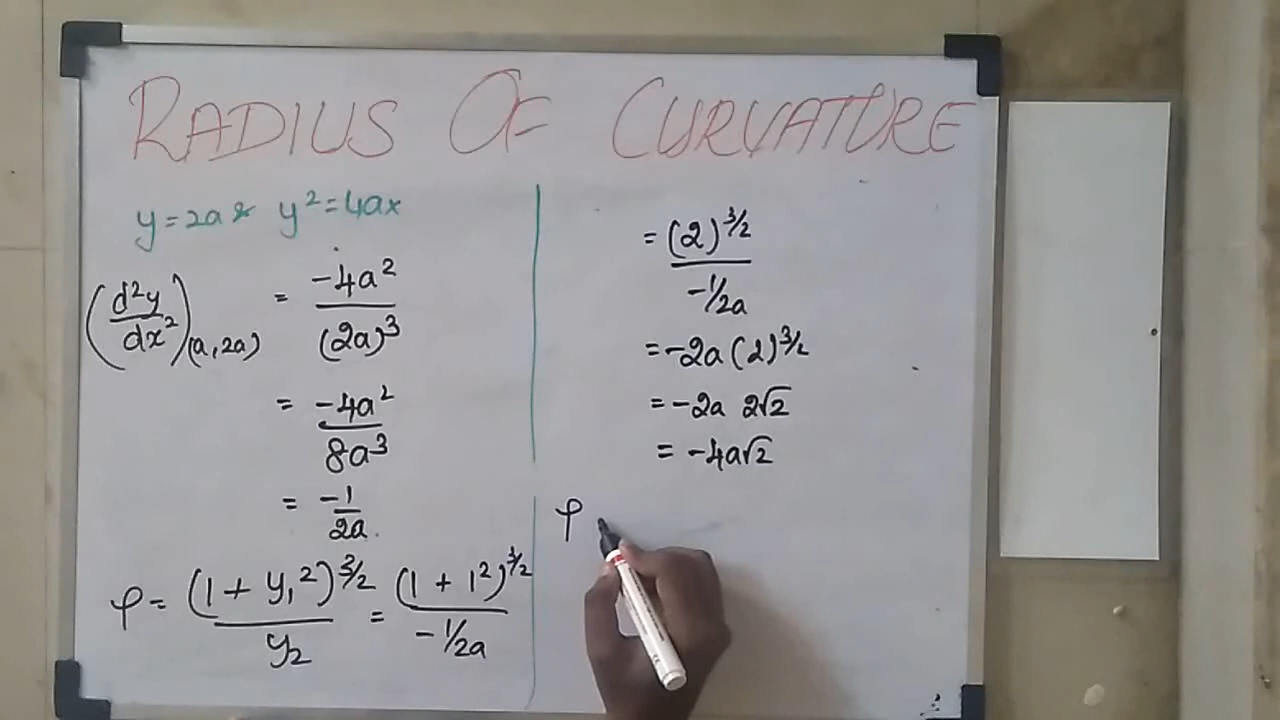 RADIUS OF CURVATURE
y = 2a & y² = 4ax
(d²y/dx²)(a, 2a) = -4a²/(2a)³
= -4a²/8a³
= -1/2a
ρ = (1 + y₁²)^3/2 / y₂ = (1 + 1²)^3/2 / -1/2a
= (2)^3/2 / -1/2a
= -2a (2)^3/2
= -2a 2√2
= -4a√2
ρ